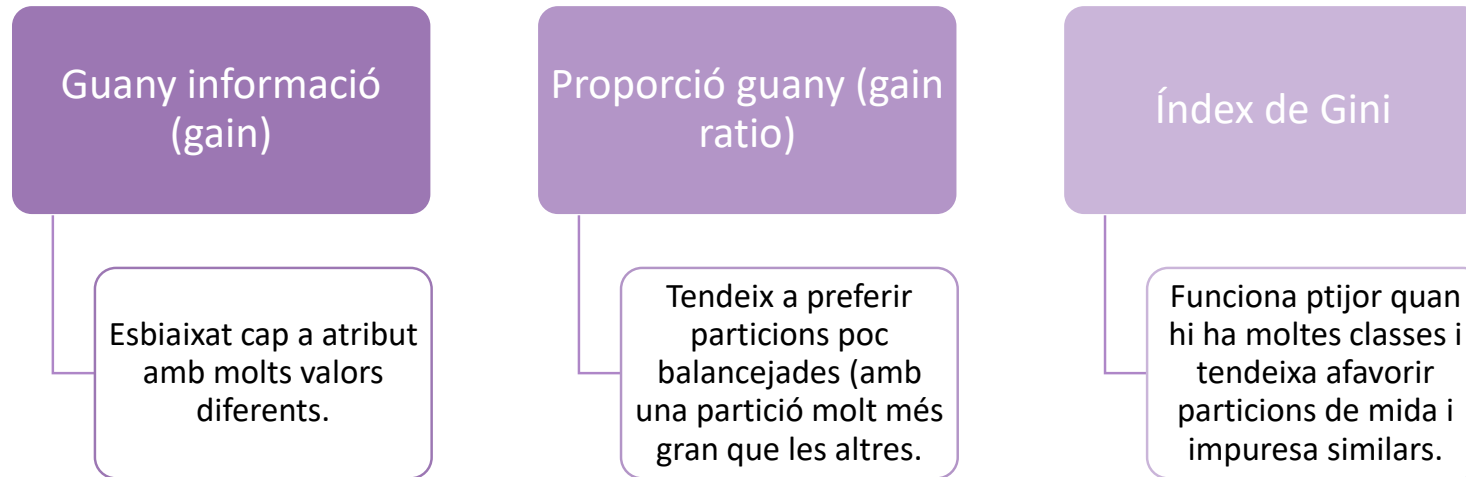 Guany informació
(gain)
Esbiaixat cap a atribut
amb molts valors
diferents.
Proporció guany (gain
ratio)
Tendeix a preferir
particions poc
balancejades (amb
una partició molt més
gran que les altres.
Índex de Gini
Funciona ptijor quan
hi ha moltes classes i
tendeixa afavorir
particions de mida i
impuresa similars.